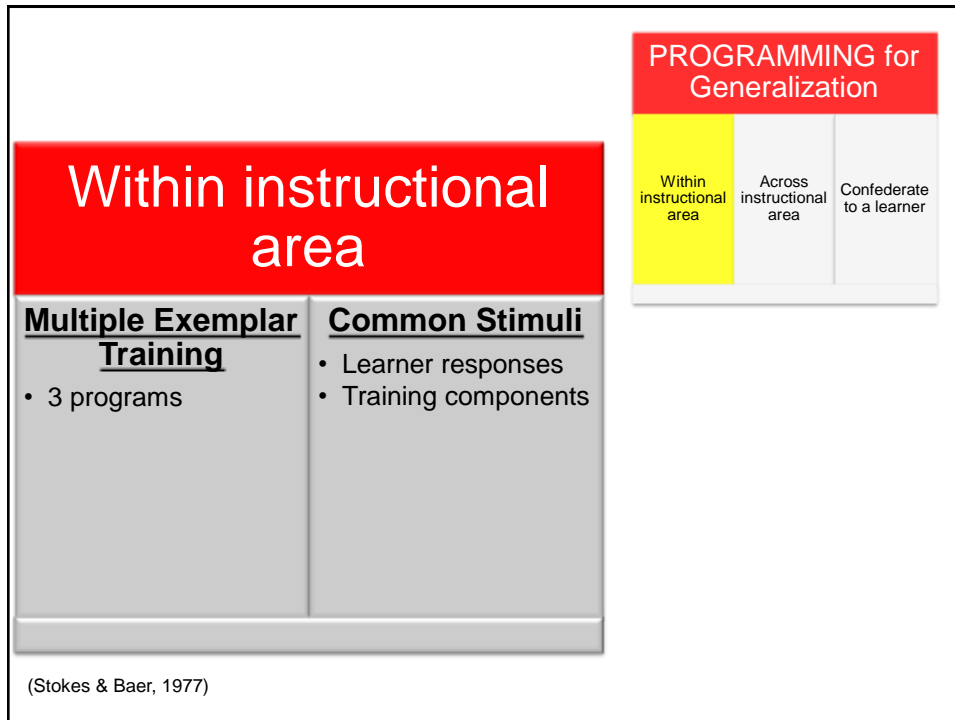 PROGRAMMING for
Generalization
Within
instructional
area
Across
instructional
area
Confederate
to a learner
Within instructional
area
Multiple Exemplar
Training
• 3 programs
Common Stimuli
• Learner responses
• Training components
(Stokes & Baer, 1977)